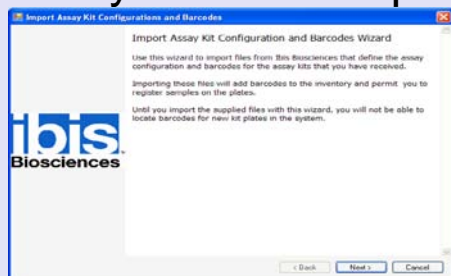 Import Assay Kit Configurations and Barcodes
Import Assay Kit Configuration and Barcodes Wizard
Use this wizard to import files from Ibis Biosciences that define the assay
configuration and barcodes for the assay kits that you have received.
Importing these files will add barcodes to the inventory and permit you to
register samples on the plates.
Until you import the supplied files with this wizard, you will not be able to
locate barcodes for new kit plates in the system.
ibis
Biosciences
< Back Next > Cancel